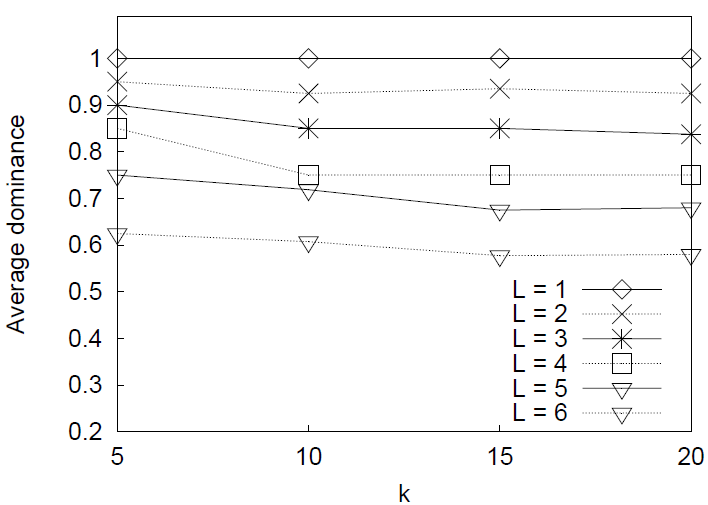 1
0.9
0.8
0.7
0.6
0.5
0.4
0.3
0.2
Average dominance
5 10 15 20
k
L = 1
L = 2
L = 3
L = 4
L = 5
L = 6